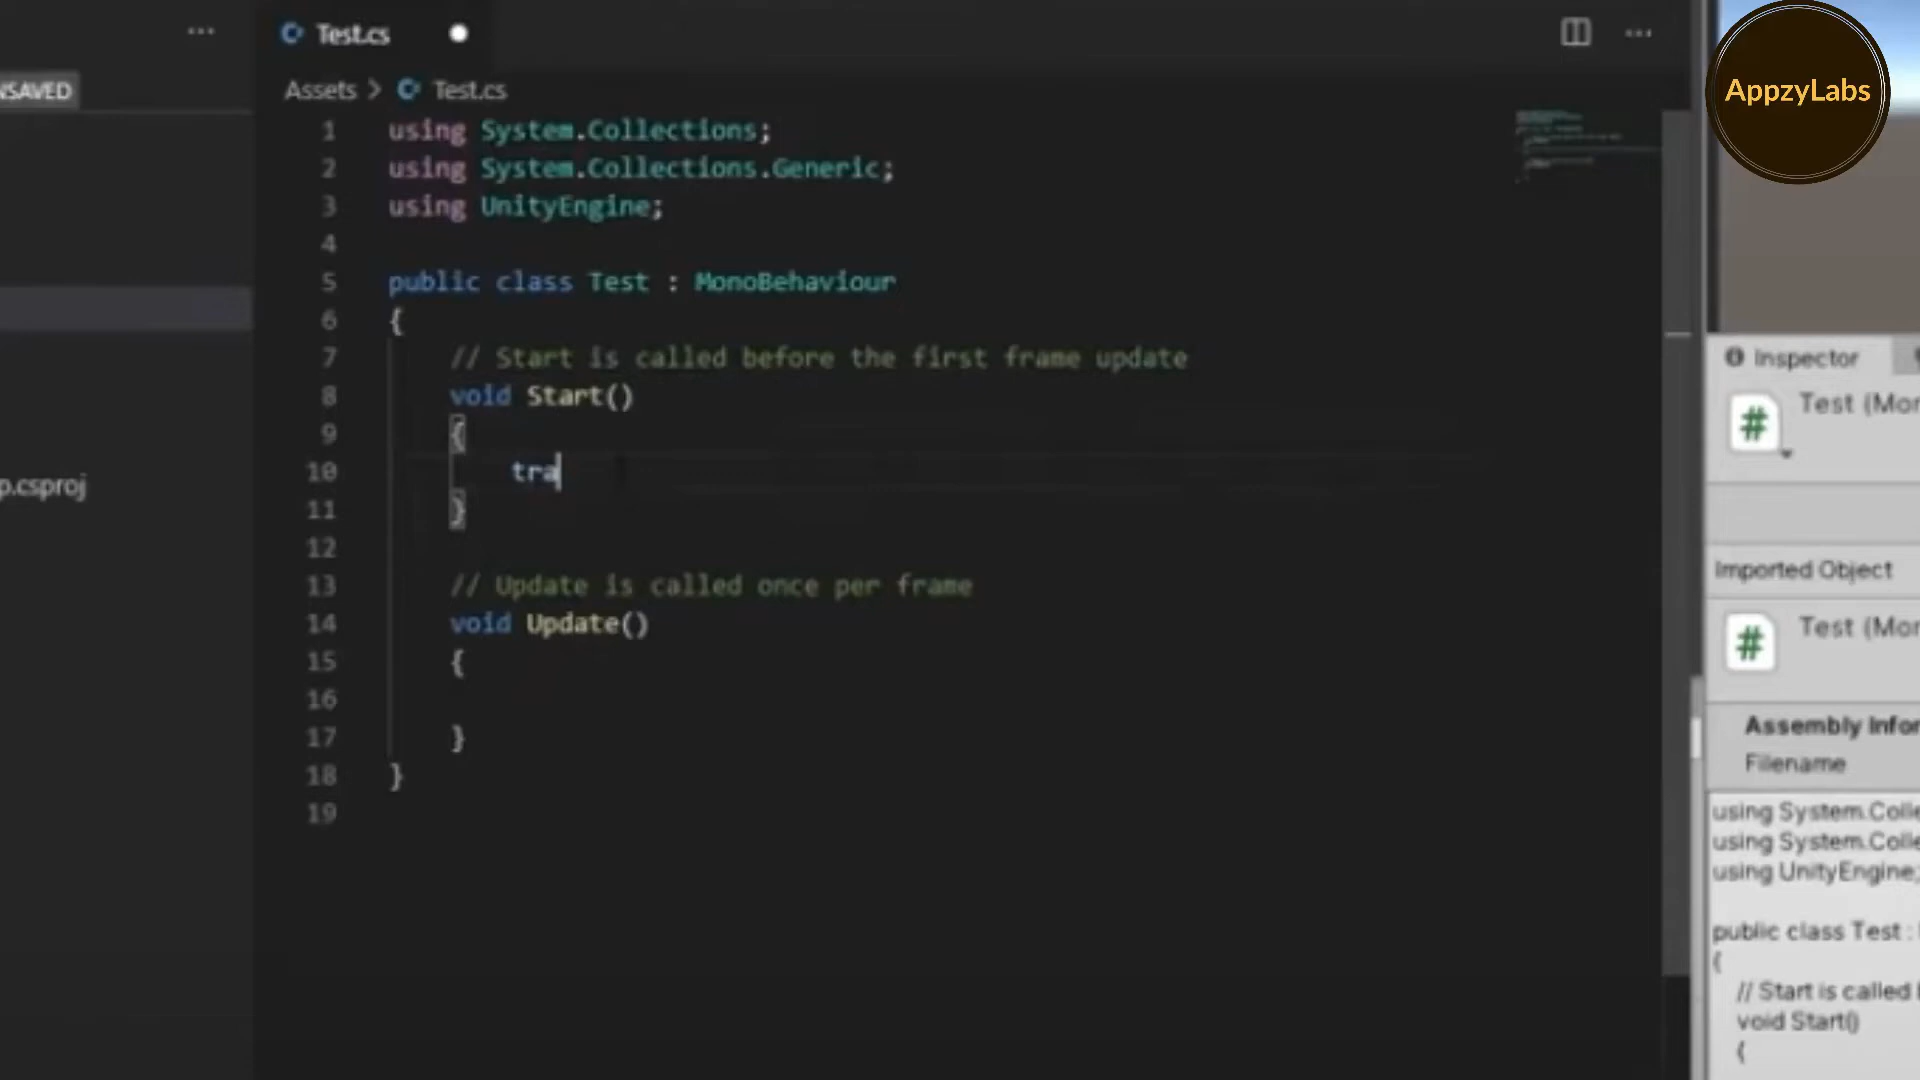 Test.cs
NSAVED
Assets > Test.cs
1 using System.Collections;
2 using System.Collections.Generic;
3 using UnityEngine;
4
5 public class Test : MonoBehaviour
6 {
7 // Start is called before the first frame update
8 void Start()
9 {
10 tra
11 }
12
13 // Update is called once per frame
14 void Update()
15 {
16
17 }
18 }
19
p.csproj
AppzyLabs
Inspector
Test (Mor
Imported Object
Test (Mor
Assembly Infor
Filename
using System.Colle
using System.Colle
using UnityEngine;
public class Test :
{
// Start is called
void Start()
{